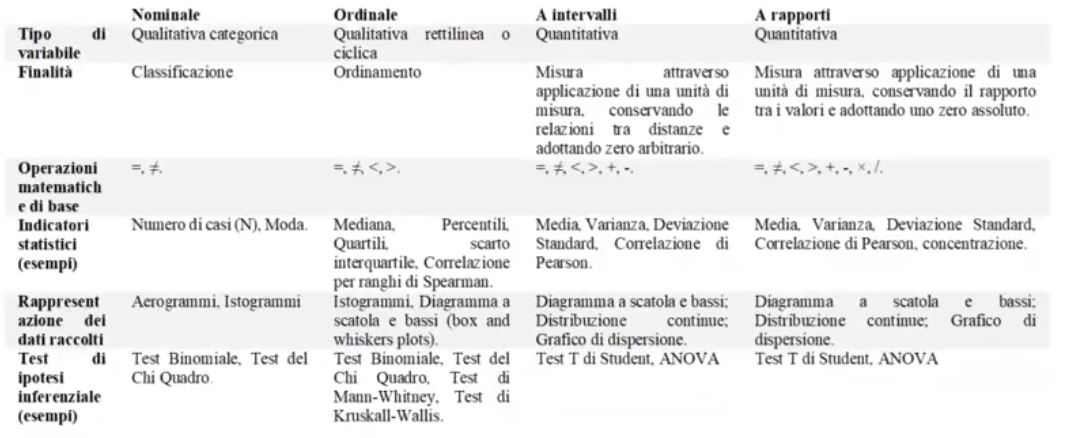 Nominale Ordinale A intervalli A rapporti
Tipo di variabile
Qualitativa categorica
Qualitativa rettilinea o
ciclica
Quantitativa
Quantitativa
Finalità
Classificazione
Ordinamento
Misura attraverso
applicazione di una unità di
misura, conservando le
relazioni tra distanze e
adottando zero arbitrario.
Misura attraverso applicazione di una
unità di misura, conservando il rapporto
tra i valori e adottando uno zero assoluto.
Operazioni
matematich
e di base
=, ≠.
=, ≠, <, >.
=, ≠, <, >, +, -.
=, ≠, <, >, +, -, ×, /.
Indicatori
statistici
(esempi)
Numero di casi (N), Moda.
Mediana, Percentili,
Quartili, scarto
interquartile, Correlazione
per ranghi di Spearman.
Media, Varianza, Deviazione
Standard, Correlazione di
Pearson.
Media, Varianza, Deviazione Standard,
Correlazione di Pearson, concentrazione.
Rappresent
azione dei
dati raccolti
Aerogrammi, Istogrammi
Istogrammi, Diagramma a
scatola e bassi (box and
whiskers plots).
Diagramma a scatola e bassi;
Distribuzione continue;
Grafico di dispersione.
Diagramma a scatola e bassi;
Distribuzione continue; Grafico di
dispersione.
Test di
ipotesi
inferenziale
(esempi)
Test Binomiale, Test del
Chi Quadro.
Test Binomiale, Test del
Chi Quadro, Test di
Mann-Whitney, Test di
Kruskall-Wallis.
Test T di Student, ANOVA
Test T di Student, ANOVA